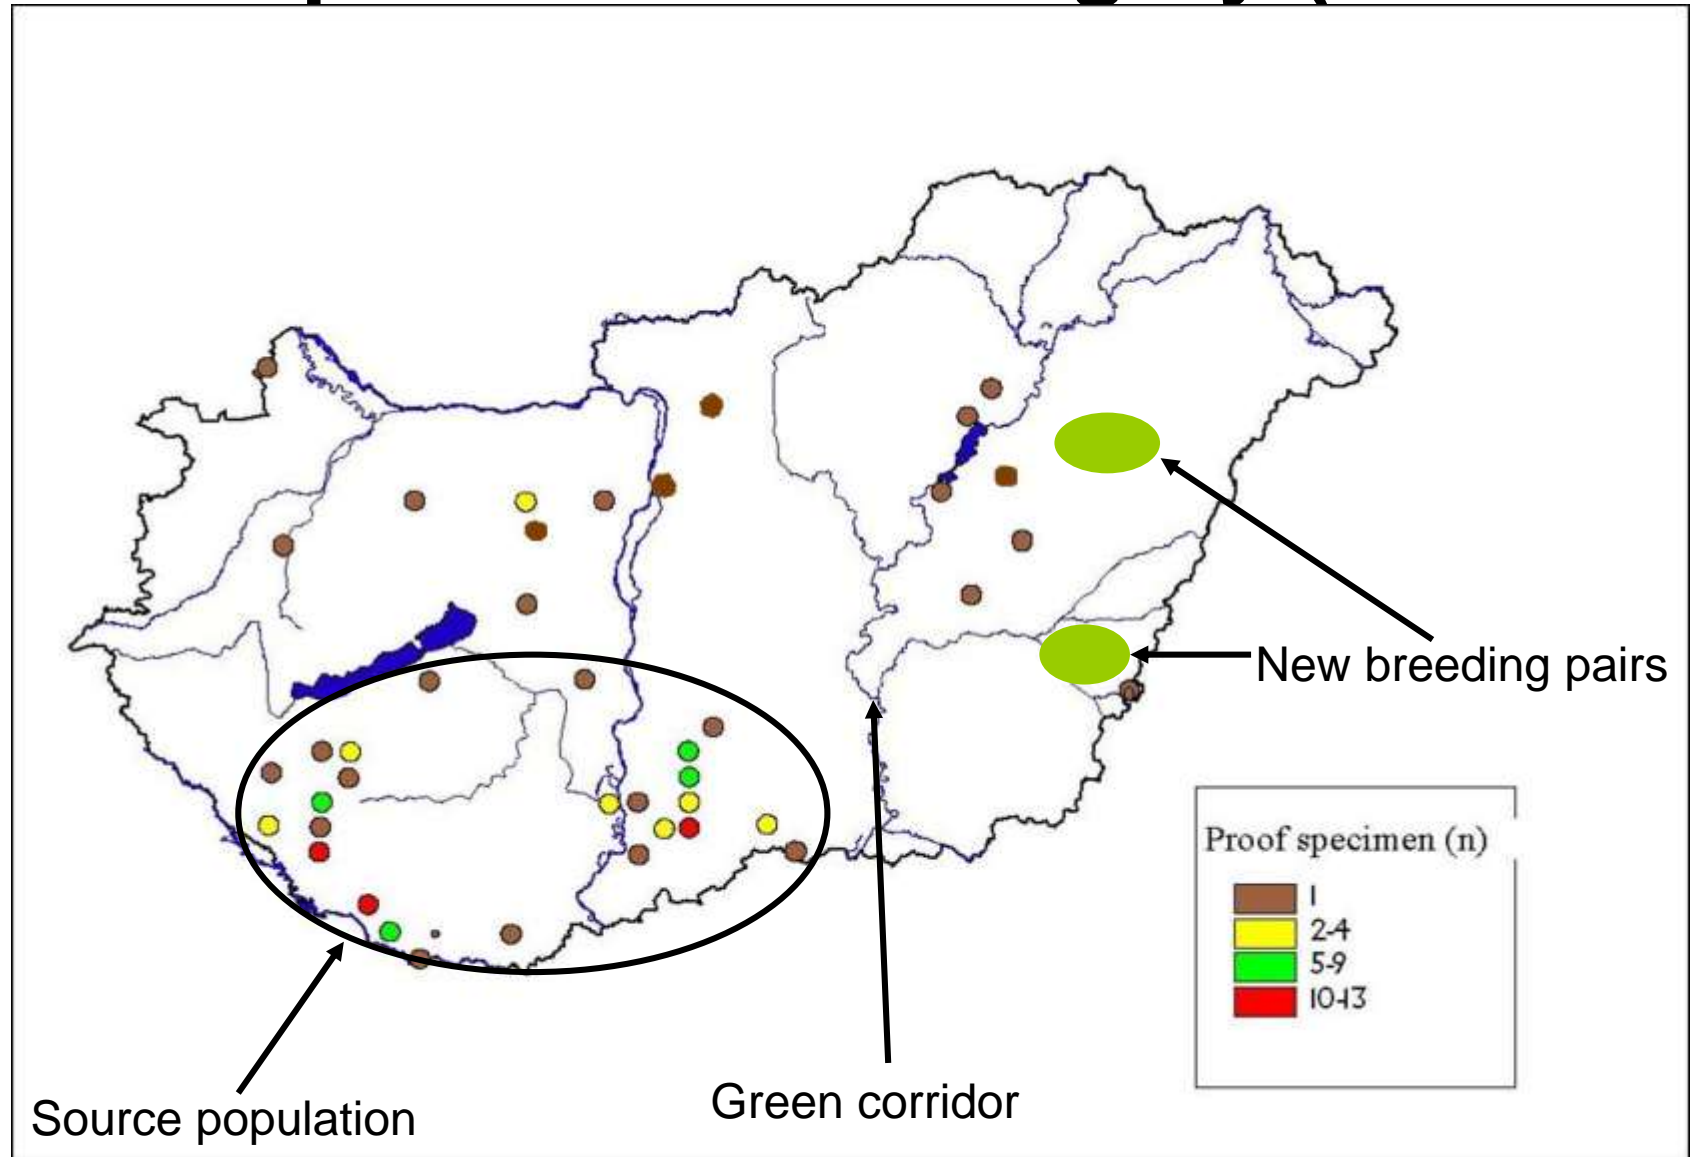 New breeding pairs
Proof specimen (n)
1
2-4
5-9
10-13
Green corridor
Source population